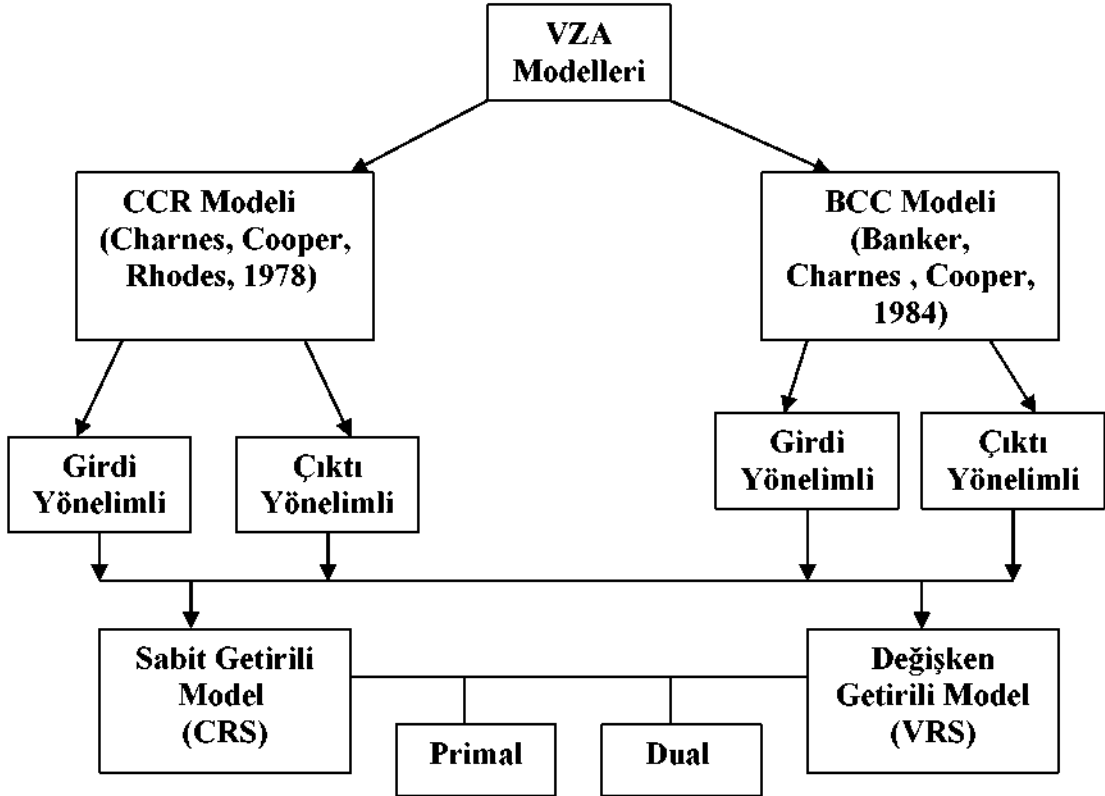 VZA
Modelleri
CCR Modeli
(Charnes, Cooper,
Rhodes, 1978)
BCC Modeli
(Banker,
Charnes , Cooper,
1984)
Girdi
Yönelimli
Çıktı
Yönelimli
Girdi
Yönelimli
Çıktı
Yönelimli
Sabit Getirili
Model
(CRS)
Değişken
Getirili Model
(VRS)
Primal
Dual